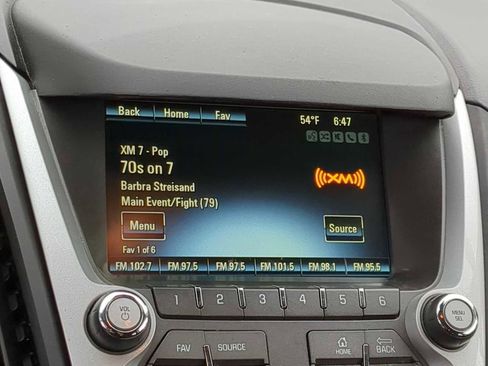 Back Home Fav 54°F 6:47
XM 7 - Pop
70s on 7
Barbra Streisand
Main Event/Fight (79)
((XM))
Menu Source
Fav 1 of 6
FM 102.7 FM 97.5 FM 97.5 FM 101.5 FM 98.1 FM 95.5
1 2 3 4 5 6
VOL
MENU
SEL
FAV SOURCE HOME BACK